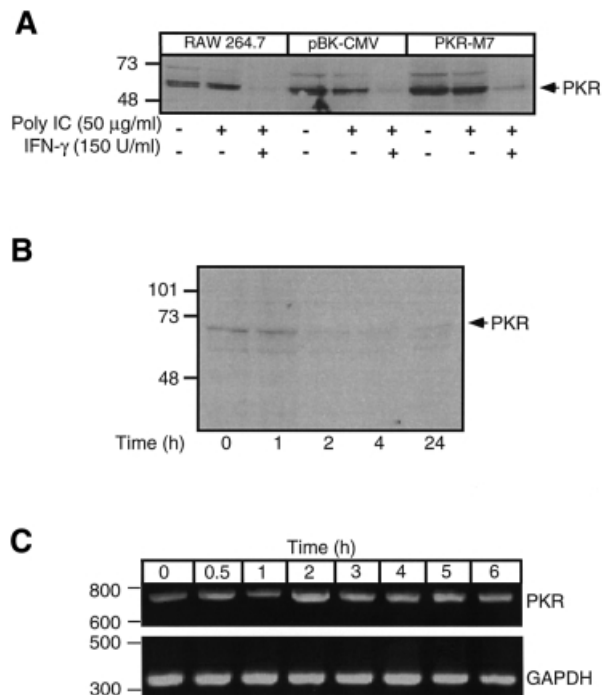 A
RAW 264.7 pBK-CMV PKR-M7
73
48
PKR
Poly IC (50 µg/ml) - + + - + + - + +
IFN-γ (150 U/ml) - - + - - + - - +
B
101
73
PKR
48
Time (h) 0 1 2 4 24
C
Time (h)
0 0.5 1 2 3 4 5 6
800
PKR
600
500
GAPDH
300